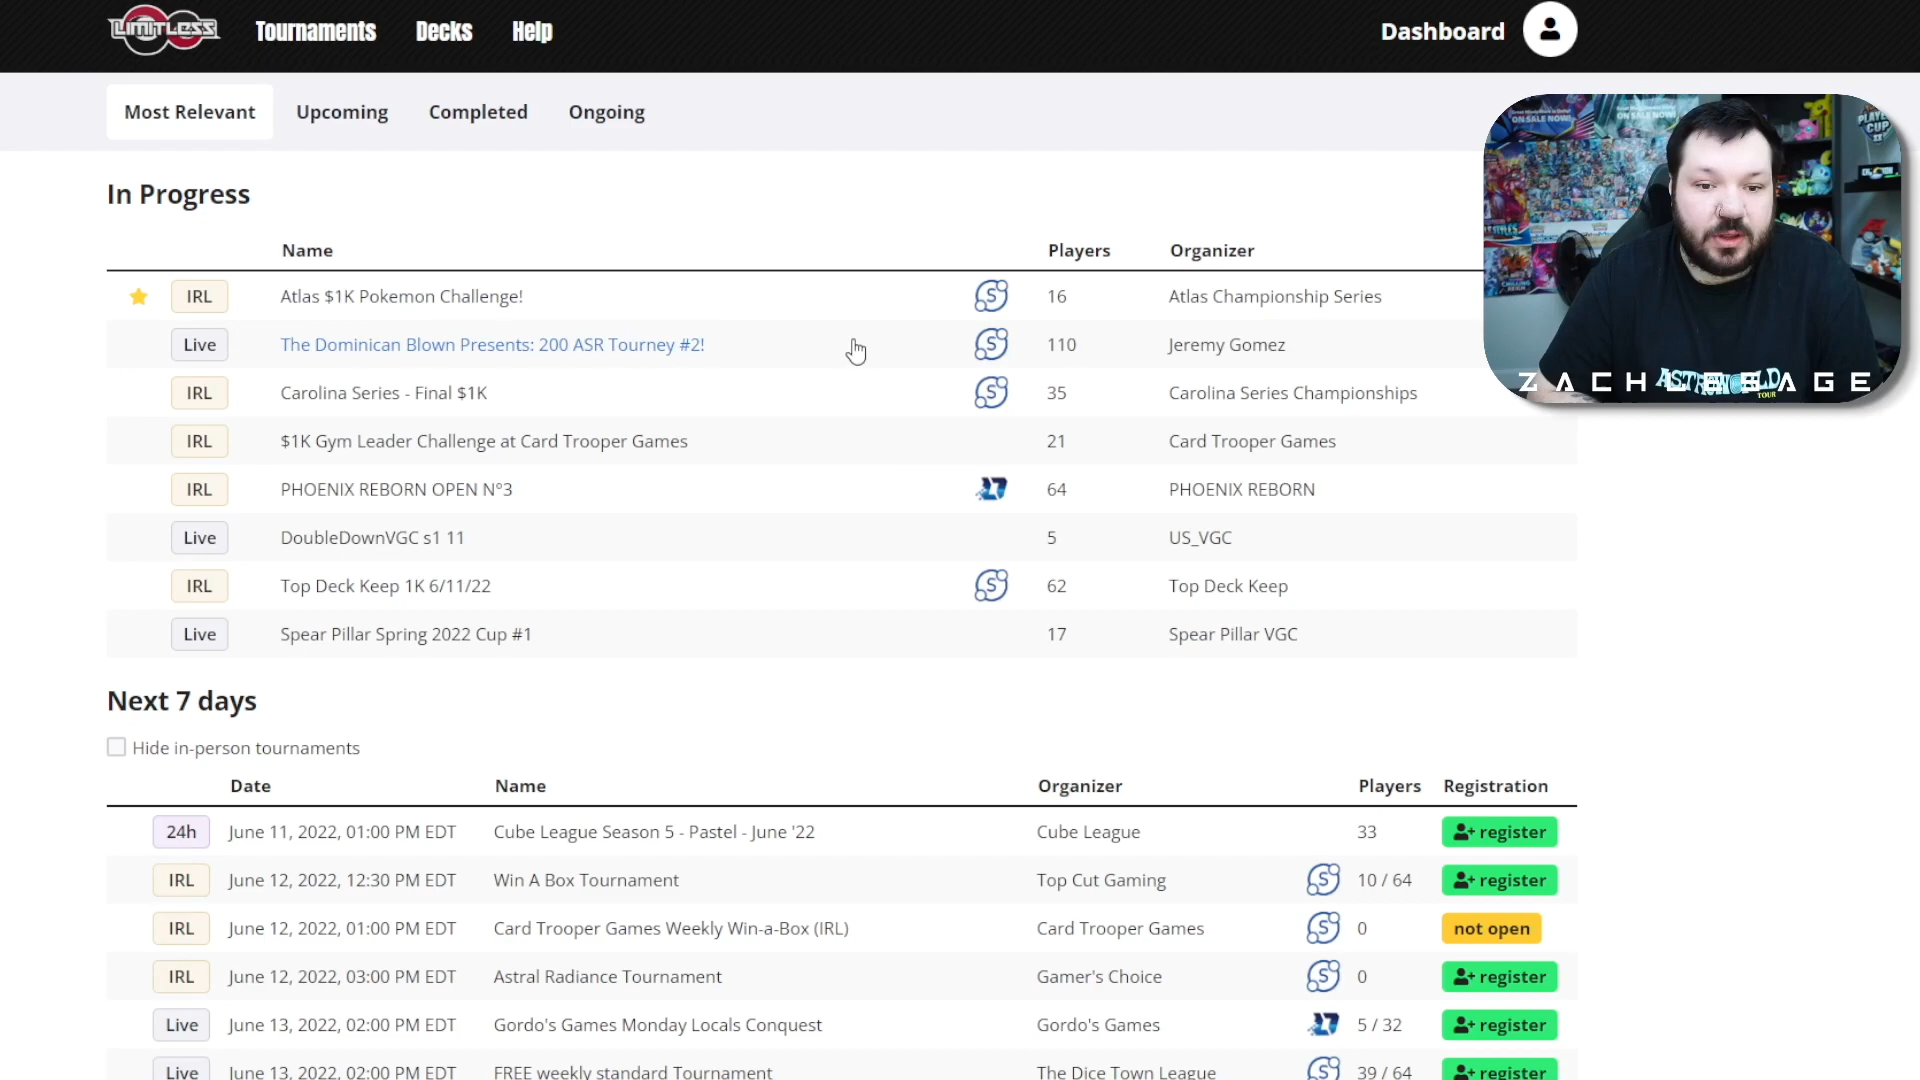 LIMITLESS Tournaments Decks Help Dashboard
Most Relevant Upcoming Completed Ongoing
In Progress
Name Players Organizer
IRL Atlas $1K Pokemon Challenge! 16 Atlas Championship Series
Live The Dominican Blown Presents: 200 ASR Tourney #2! 110 Jeremy Gomez
IRL Carolina Series - Final $1K 35 Carolina Series Championships
IRL $1K Gym Leader Challenge at Card Trooper Games 21 Card Trooper Games
IRL PHOENIX REBORN OPEN N°3 64 PHOENIX REBORN
Live DoubleDownVGC s1 11 5 US_VGC
IRL Top Deck Keep 1K 6/11/22 62 Top Deck Keep
Live Spear Pillar Spring 2022 Cup #1 17 Spear Pillar VGC
ON SALE NOW!
PLAYER CUP
ZACH LESAGE
ASTROWORLD
TOUR
Next 7 days
Hide in-person tournaments
Date Name Organizer Players Registration
24h June 11, 2022, 01:00 PM EDT Cube League Season 5 - Pastel - June '22 Cube League 33 register
IRL June 12, 2022, 12:30 PM EDT Win A Box Tournament Top Cut Gaming 10 / 64 register
IRL June 12, 2022, 01:00 PM EDT Card Trooper Games Weekly Win-a-Box (IRL) Card Trooper Games 0 not open
IRL June 12, 2022, 03:00 PM EDT Astral Radiance Tournament Gamer's Choice 0 register
Live June 13, 2022, 02:00 PM EDT Gordo's Games Monday Locals Conquest Gordo's Games 5 / 32 register
Live June 13, 2022, 02:00 PM EDT FREE weekly standard Tournament The Dice Town League 39 / 64 register